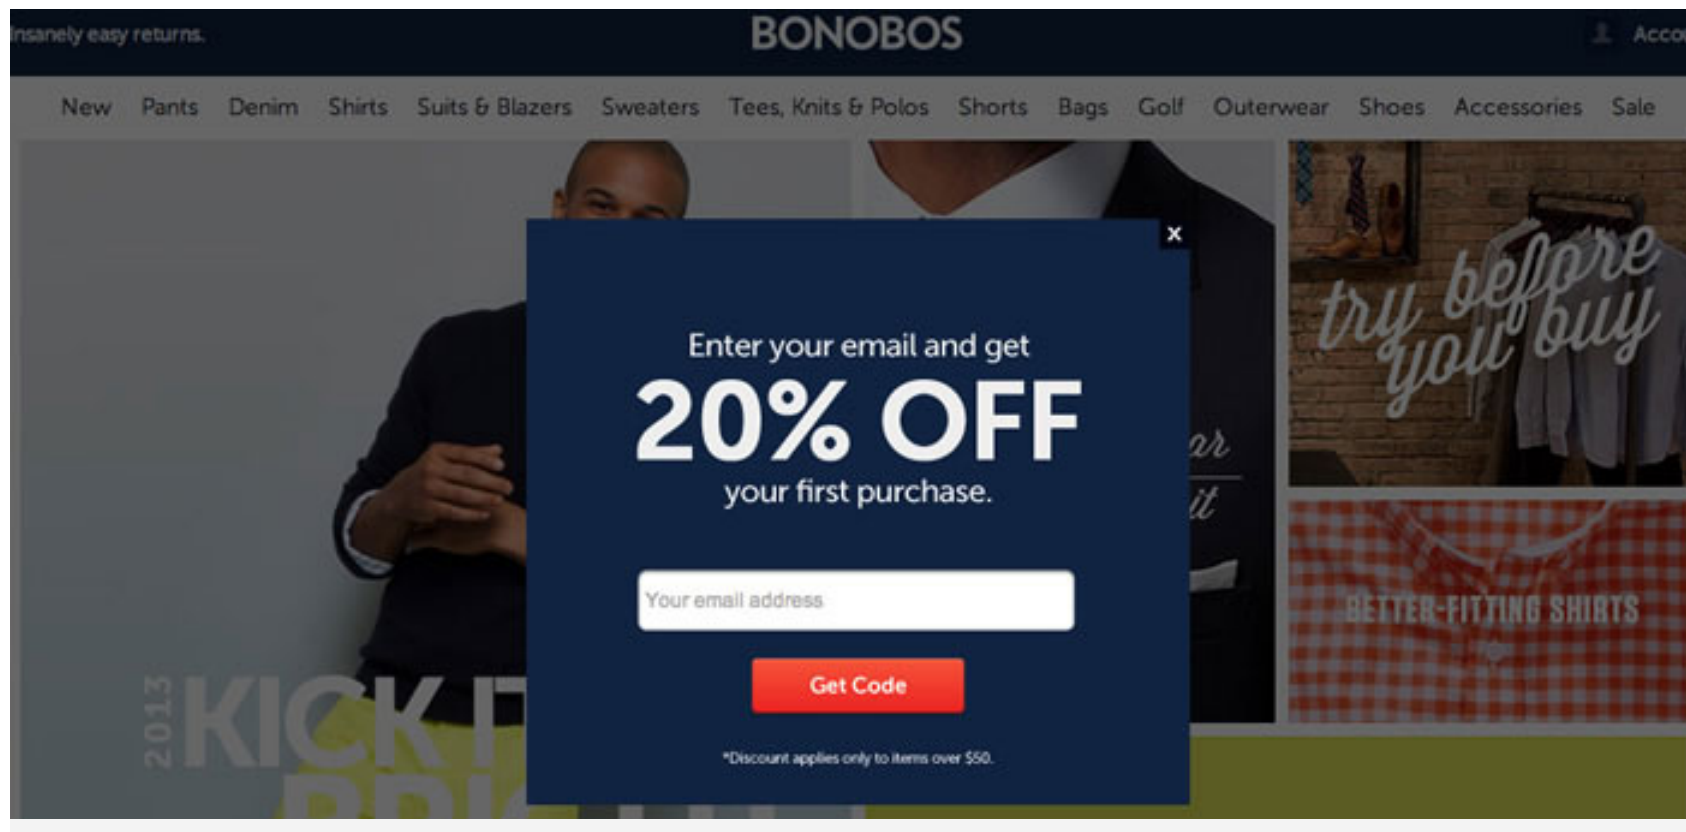 Insanely easy returns.
BONOBOS
New Pants Denim Shirts Suits & Blazers Sweaters Tees, Knits & Polos Shorts Bags Golf Outerwear Shoes Accessories Sale
x
Enter your email and get
20% OFF
your first purchase.
Your email address
Get Code
*Discount applies only to items over $50.
try before
you buy
it
BETTER-FITTING SHIRTS
2013
KICK IT